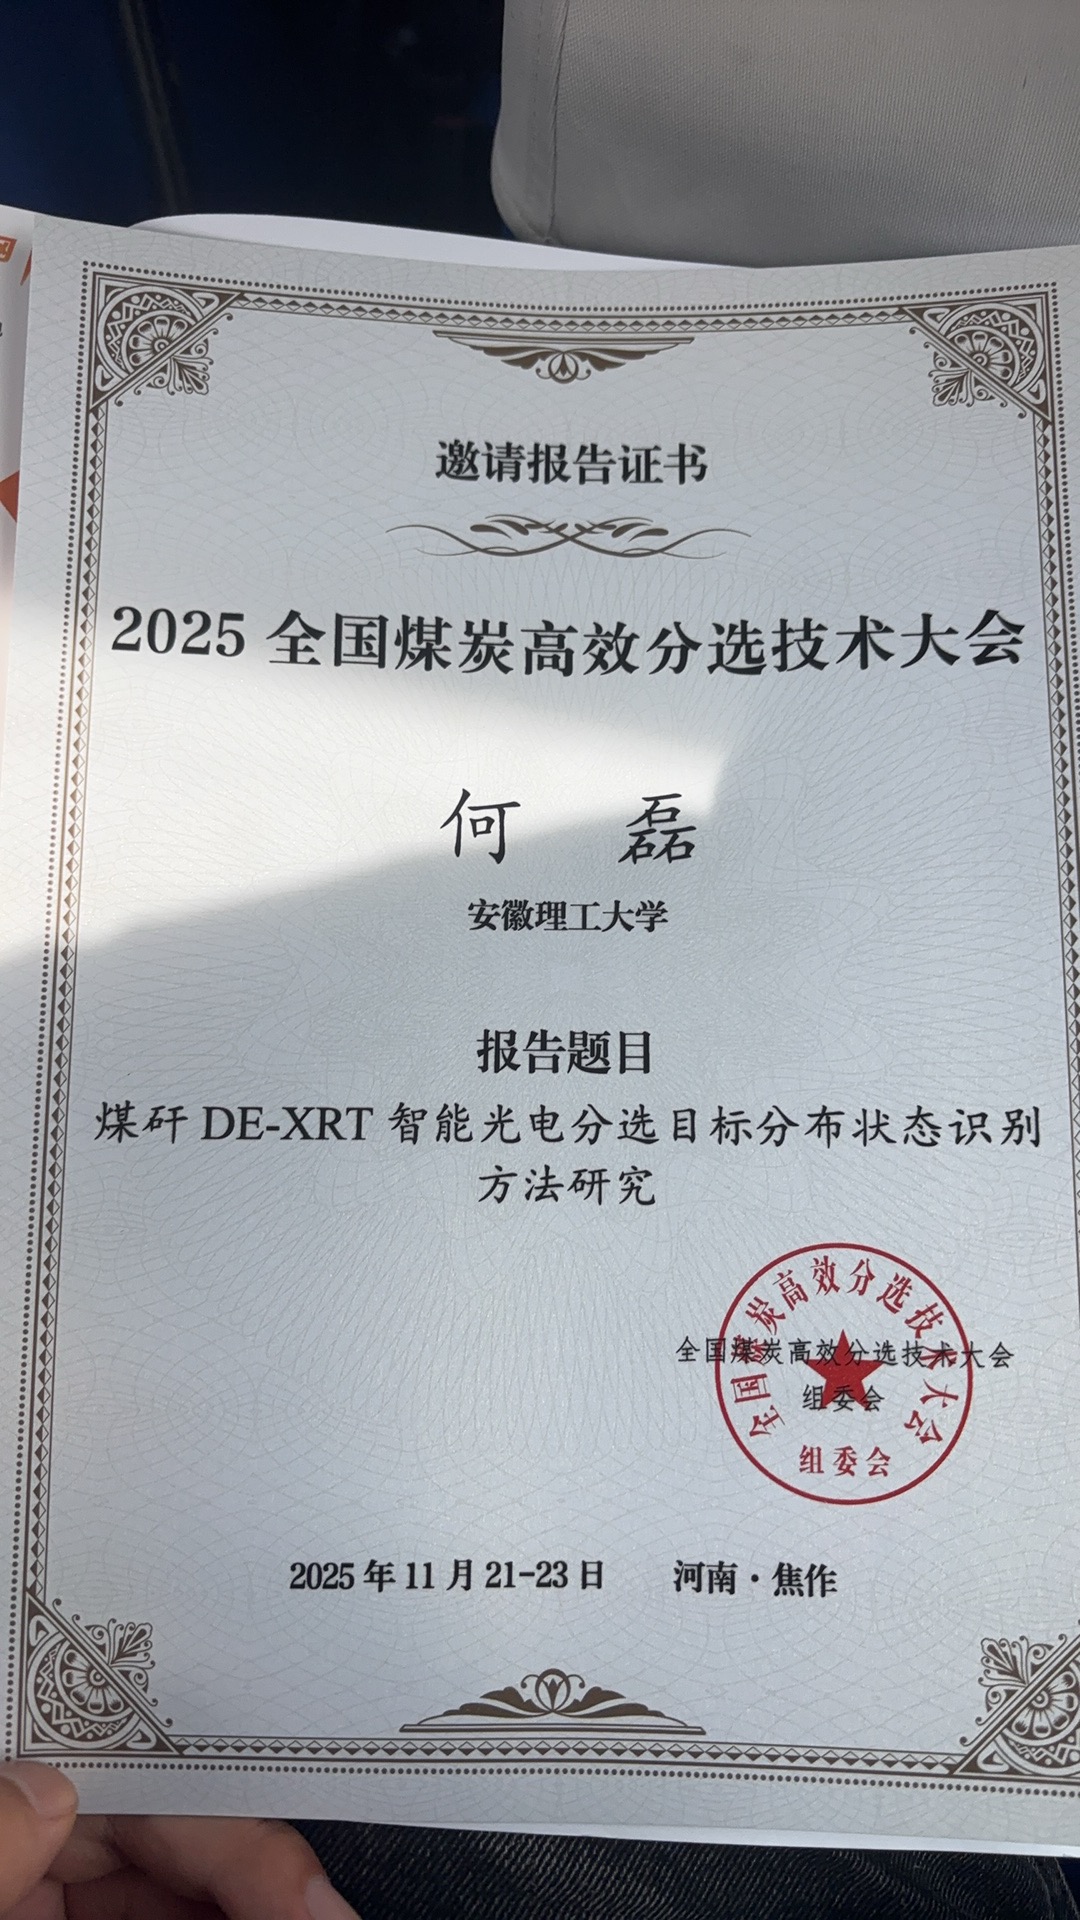 邀请报告证书
2025 全国煤炭高效分选技术大会
何 磊
安徽理工大学
报告题目
煤矸 DE-XRT 智能光电分选目标分布状态识别
方法研究
全国煤炭高效分选技术大会
组委会
全国煤炭高效分选技术大会
组委会
2025 年 11 月 21-23 日 河南·焦作